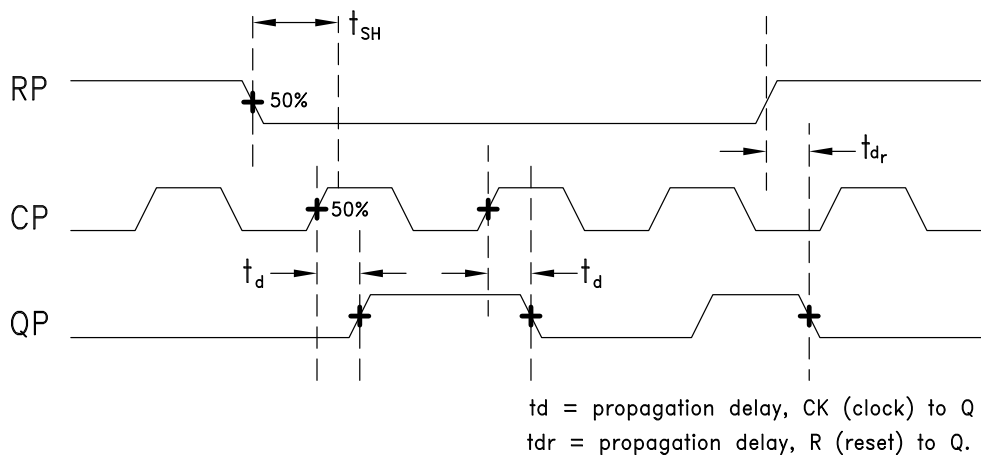 tSH
RP
50%
tdr
CP
50%
td
td
QP
td = propagation delay, CK (clock) to Q
tdr = propagation delay, R (reset) to Q.